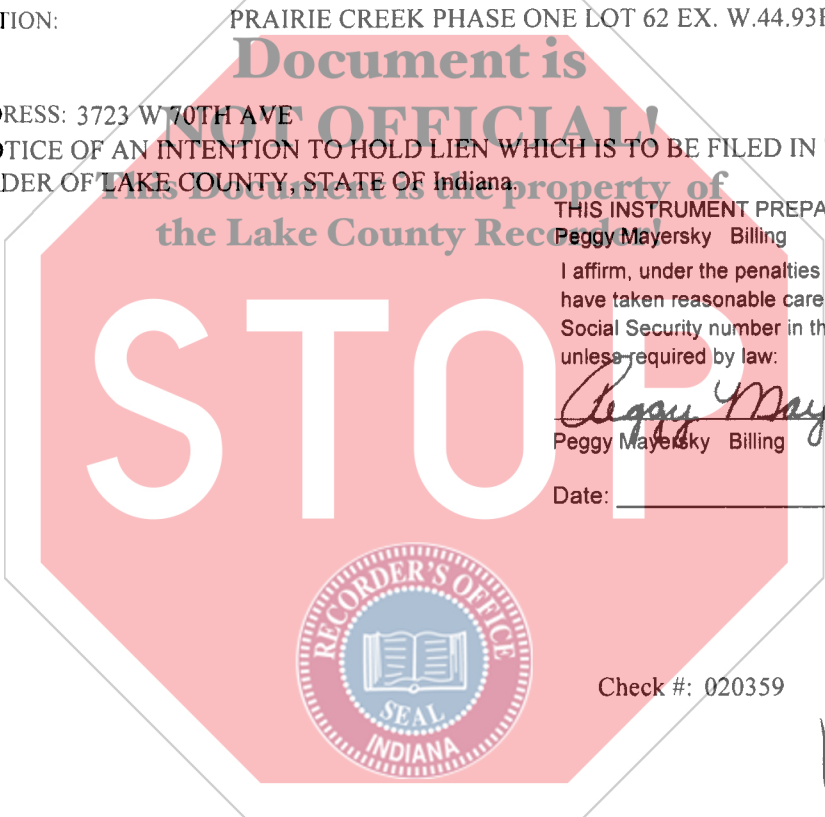 TION: PRAIRIE CREEK PHASE ONE LOT 62 EX. W.44.93
Document is
RESS: 3723 W 70TH AVE
NOT OFFICIAL!
TICE OF AN INTENTION TO HOLD LIEN WHICH IS TO BE FILED IN
DER OF LAKE COUNTY, STATE OF Indiana.
This Document is the property of
the Lake County Recorder!
THIS INSTRUMENT PREPA
Peggy Mayersky Billing
I affirm, under the penalties
have taken reasonable care
Social Security number in th
unless required by law:
STOP
Peggy May
Peggy Mayersky Billing
Date:
RECORDER'S OFFICE
SEAL
INDIANA
Check #: 020359